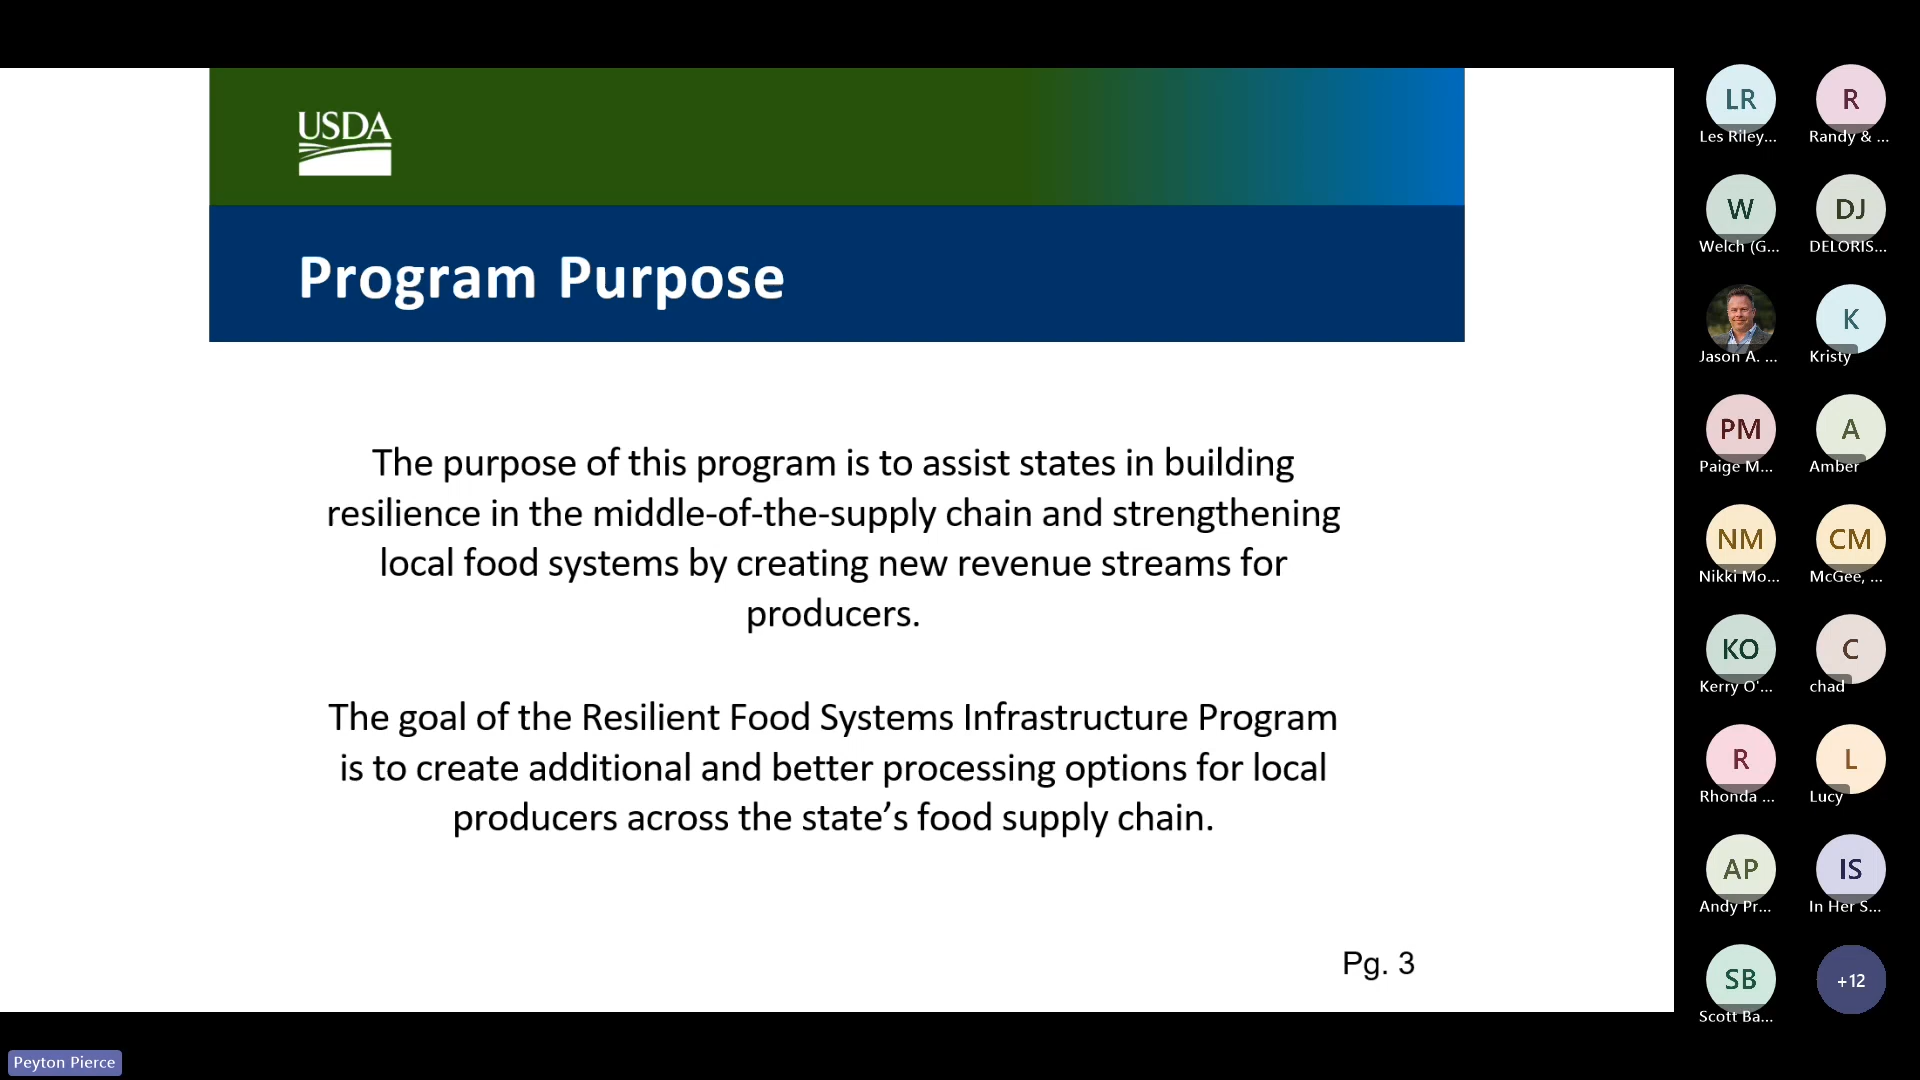 USDA
Program Purpose
The purpose of this program is to assist states in building
resilience in the middle-of-the-supply chain and strengthening
local food systems by creating new revenue streams for
producers.
The goal of the Resilient Food Systems Infrastructure Program
is to create additional and better processing options for local
producers across the state’s food supply chain.
Pg. 3
LR
R
Les Riley...
Randy & ...
W
DJ
Welch (G...
DELORIS...
K
Jason A. ...
Kristy
PM
A
Paige M...
Amber
NM
CM
Nikki Mo...
McGee, ...
KO
C
Kerry O'...
chad
R
L
Rhonda ...
Lucy
AP
IS
Andy Pr...
In Her S...
SB
+12
Scott Ba...
Peyton Pierce